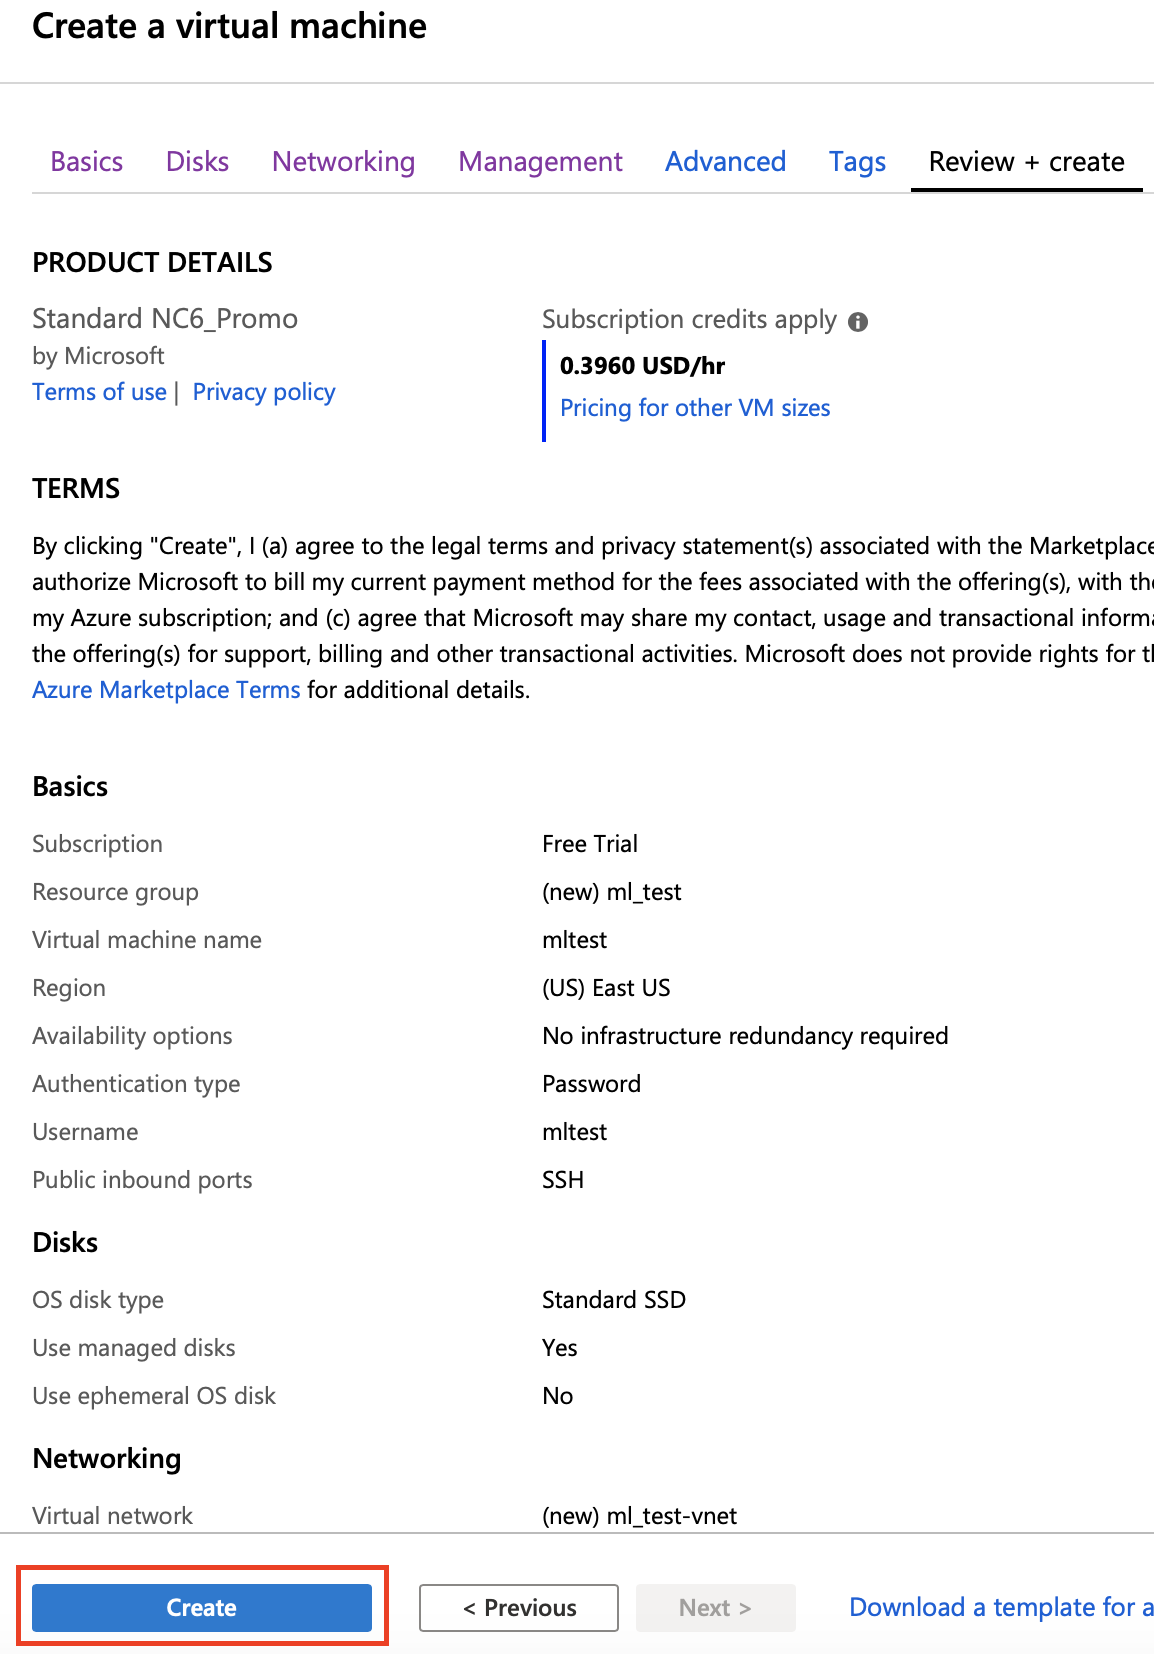 Create a virtual machine
Basics Disks Networking Management Advanced Tags Review + create
PRODUCT DETAILS
Standard NC6_Promo
by Microsoft
Terms of use | Privacy policy
Subscription credits apply
0.3960 USD/hr
Pricing for other VM sizes
TERMS
By clicking "Create", I (a) agree to the legal terms and privacy statement(s) associated with the Marketplace
authorize Microsoft to bill my current payment method for the fees associated with the offering(s), with
my Azure subscription; and (c) agree that Microsoft may share my contact, usage and transactional
the offering(s) for support, billing and other transactional activities. Microsoft does not provide rights for
Azure Marketplace Terms for additional details.
Basics
Subscription Free Trial
Resource group (new) ml_test
Virtual machine name mltest
Region (US) East US
Availability options No infrastructure redundancy required
Authentication type Password
Username mltest
Public inbound ports SSH
Disks
OS disk type Standard SSD
Use managed disks Yes
Use ephemeral OS disk No
Networking
Virtual network (new) ml_test-vnet
Create < Previous Next > Download a template for a